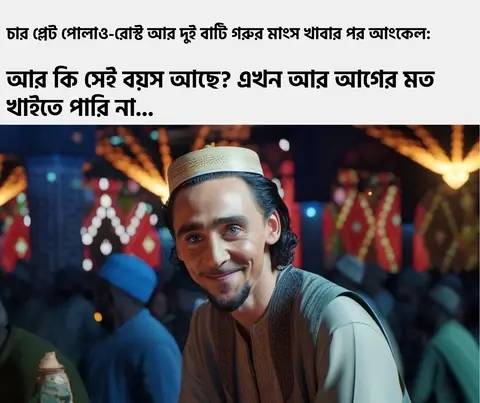 চার প্লেট পোলাও-রোস্ট আর দুই বাটি গরুর মাংস খাবার পর আংকেল:
আর কি সেই বয়স আছে? এখন আর আগের মত
খাইতে পারি না...